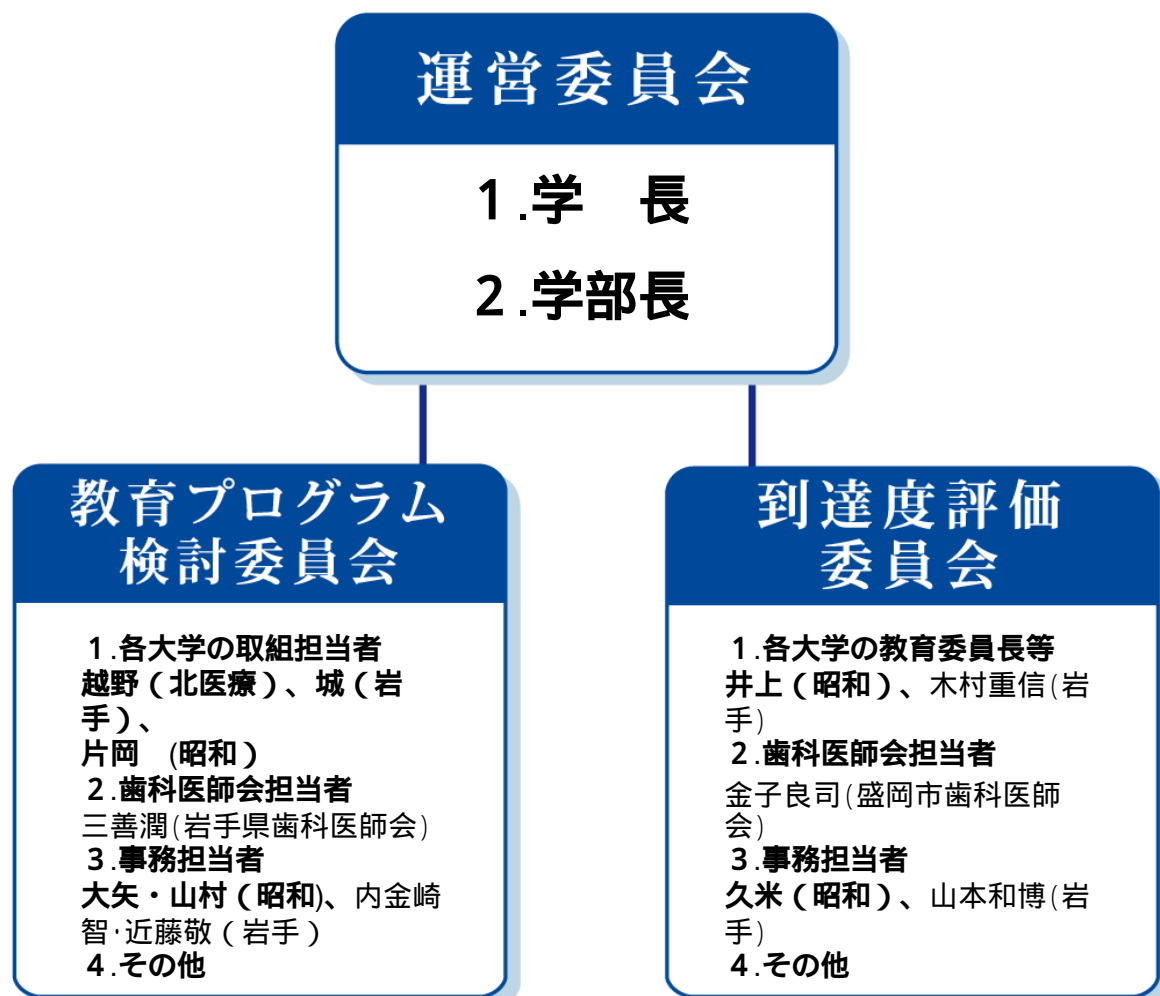 運営委員会
1.学　長
2.学部長
教育プログラム
検討委員会
1.各大学の取組担当者
越野（北医療）、城（岩
手）、
片岡　(昭和）
2.歯科医師会担当者
三善潤(岩手県歯科医師会)
3.事務担当者
大矢・山村（昭和)、内金崎
智·近藤敬（岩手）
4.その他
到達度評価
委員会
1.各大学の教育委員長等
井上（昭和）、木村重信(岩
手)
2.歯科医師会担当者
金子良司(盛岡市歯科医師
会)
3.事務担当者
久米（昭和）、山本和博(岩
手)
4.その他